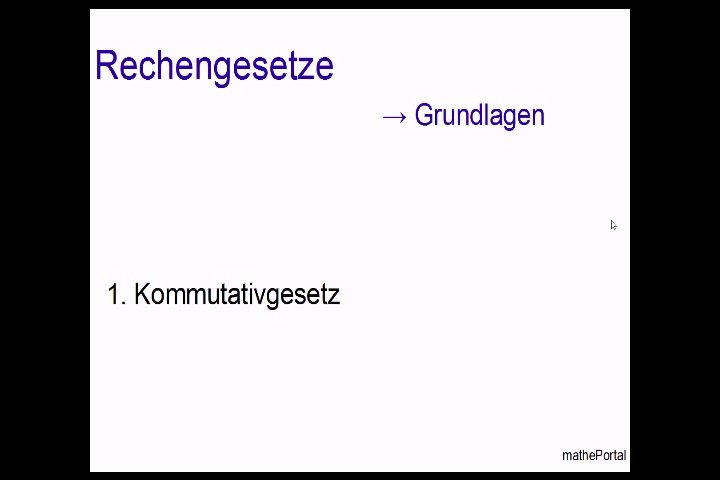 Rechengesetze
→ Grundlagen
1. Kommutativgesetz
mathePortal